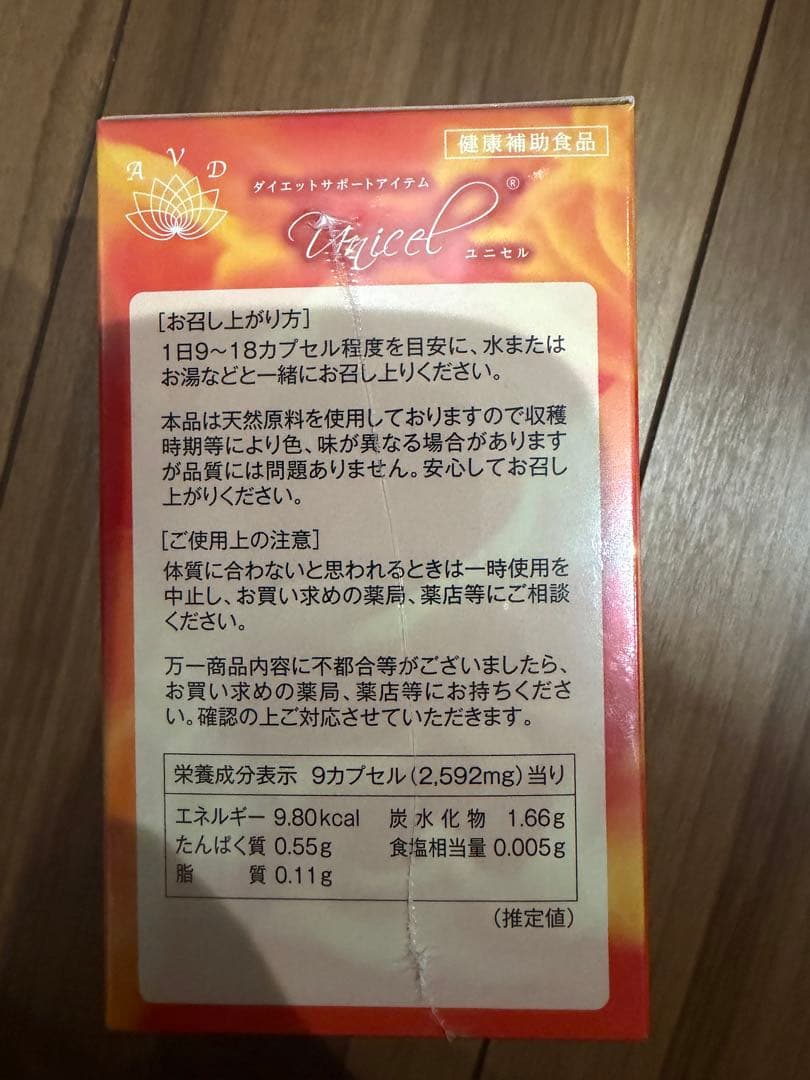 健康補助食品
AVD
ダイエットサポートアイテム
Unicel®
ユニセル
[お召し上がり方]
1日9〜18カプセル程度を目安に、水または
お湯などと一緒にお召し上りください。
本品は天然原料を使用しておりますので収穫
時期等により色、味が異なる場合があります
が品質には問題ありません。安心してお召し
上がりください。
[ご使用上の注意]
体質に合わないと思われるときは一時使用を
中止し、お買い求めの薬局、薬店等にご相談
ください。
万一商品内容に不都合等がございましたら、
お買い求めの薬局、薬店等にお持ちくださ
い。確認の上ご対応させていただきます。
栄養成分表示 9カプセル(2,592mg)当り
エネルギー 9.80kcal 炭水化物 1.66g
たんぱく質 0.55g 食塩相当量 0.005g
脂質 0.11g
(推定値)